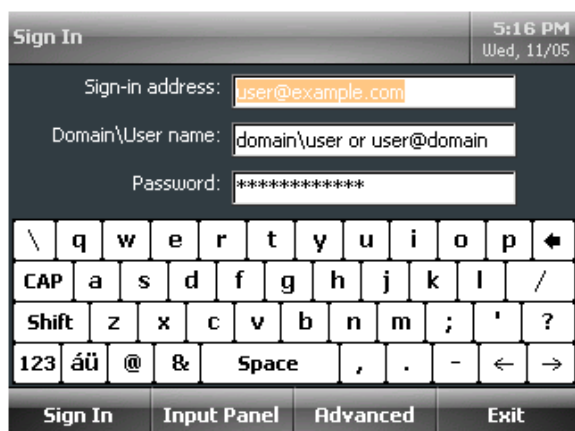 Sign In 5:16 PM
Wed, 11/05
Sign-in address: user@example.com
Domain\User name: domain\user or user@domain
Password: ************
\ q w e r t y u i o p ←
CAP a s d f g h j k l /
Shift z x c v b n m ; ' ?
123 áü @ & Space , . - ← →
Sign In Input Panel Advanced Exit